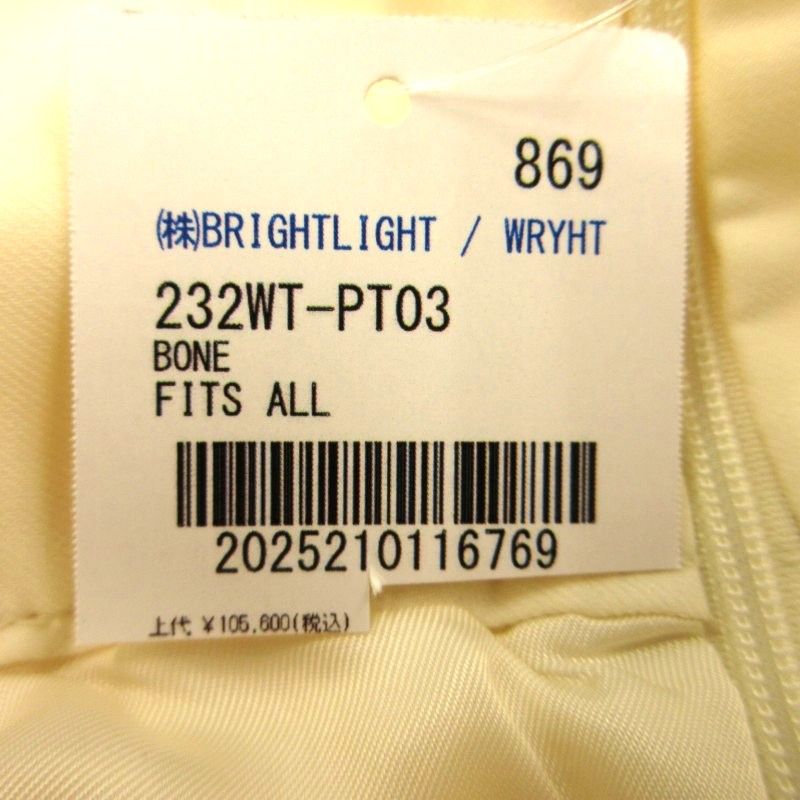 869
㈱BRIGHTLIGHT / WRYHT
232WT-PT03
BONE
FITS ALL
2025210116769
上代 ¥105,600(税込)